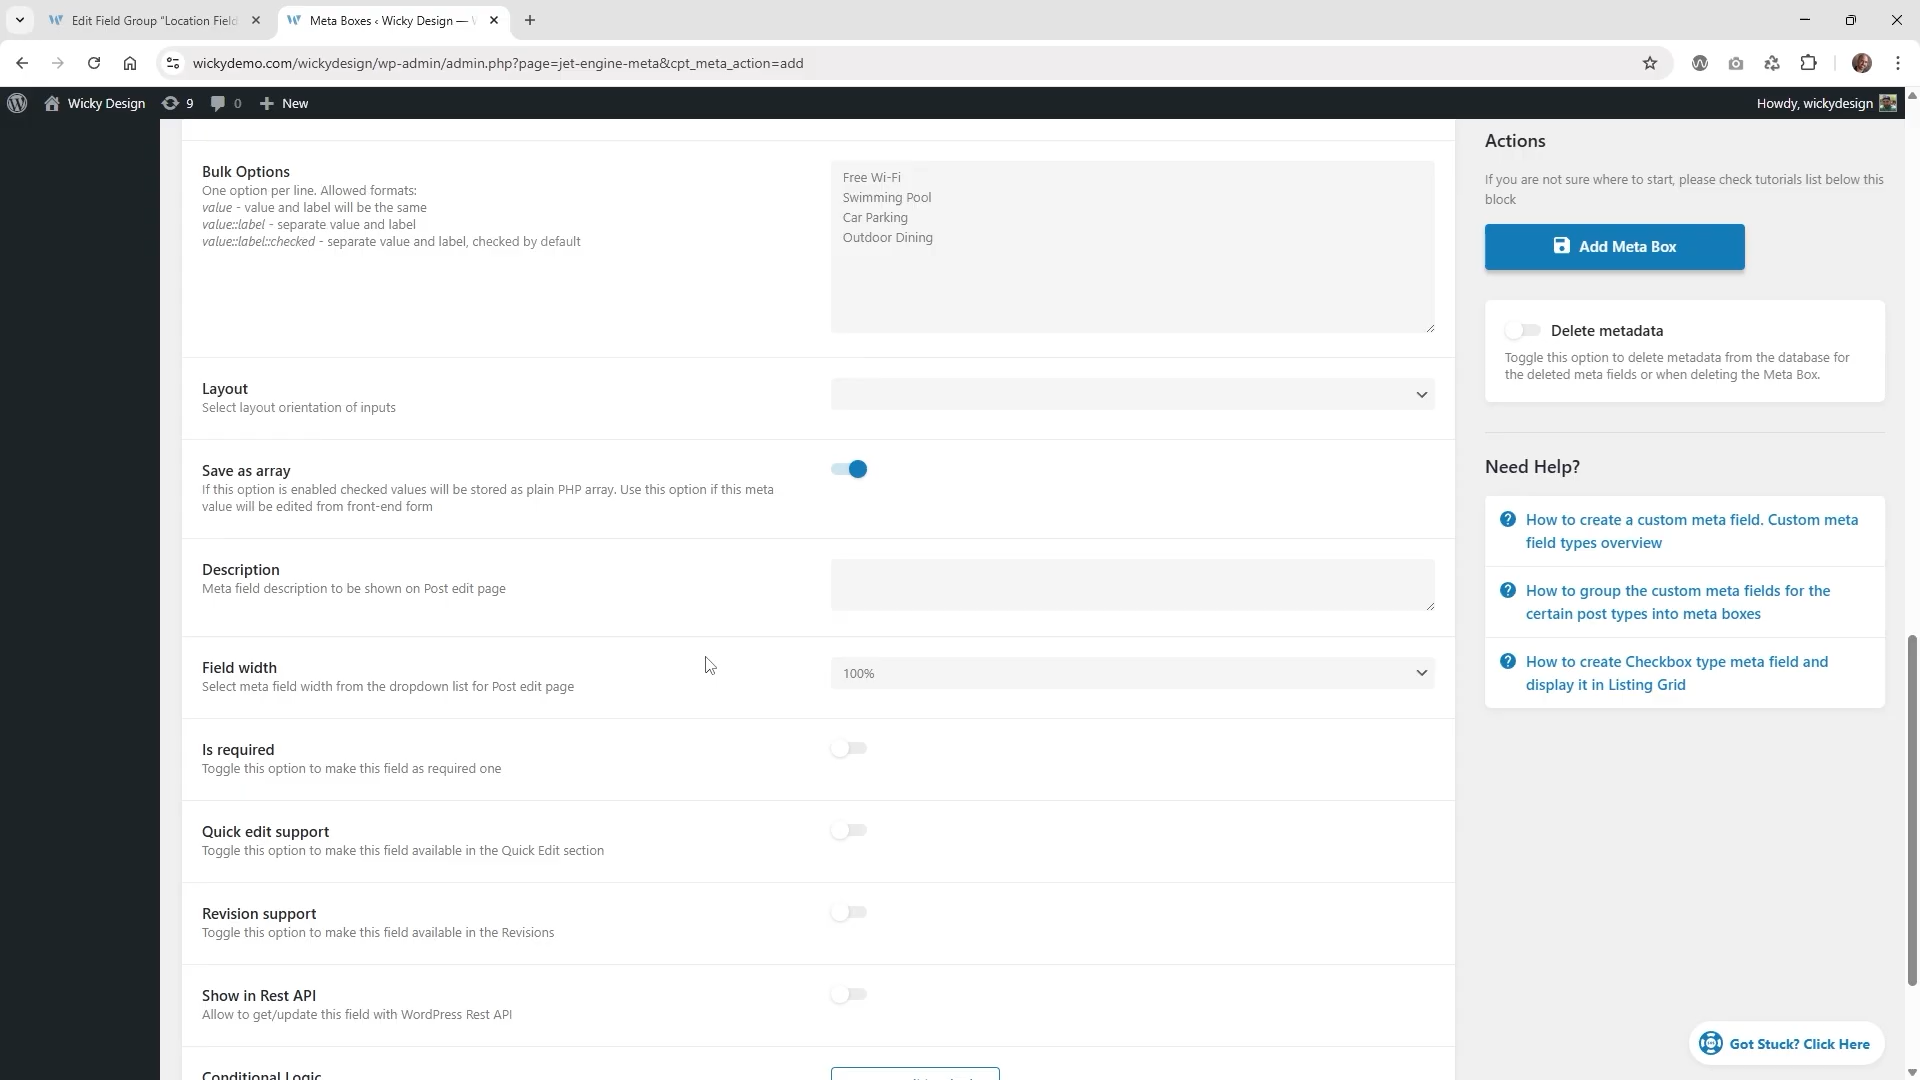 Edit Field Group “Location Field
Meta Boxes ‹ Wicky Design —
wickydemo.com/wickydesign/wp-admin/admin.php?page=jet-engine-meta&cpt_meta_action=add
Wicky Design
9
0
New
Howdy, wickydesign
Bulk Options
One option per line. Allowed formats:
value - value and label will be the same
value::label - separate value and label
value::label::checked - separate value and label, checked by default
Free Wi-Fi
Swimming Pool
Car Parking
Outdoor Dining
Layout
Select layout orientation of inputs
Save as array
If this option is enabled checked values will be stored as plain PHP array. Use this option if this meta
value will be edited from front-end form
Description
Meta field description to be shown on Post edit page
Field width
Select meta field width from the dropdown list for Post edit page
100%
Is required
Toggle this option to make this field as required one
Quick edit support
Toggle this option to make this field available in the Quick Edit section
Revision support
Toggle this option to make this field available in the Revisions
Show in Rest API
Allow to get/update this field with WordPress Rest API
Conditional Logic
Actions
If you are not sure where to start, please check tutorials list below this
block
Add Meta Box
Delete metadata
Toggle this option to delete metadata from the database for
the deleted meta fields or when deleting the Meta Box.
Need Help?
How to create a custom meta field. Custom meta
field types overview
How to group the custom meta fields for the
certain post types into meta boxes
How to create Checkbox type meta field and
display it in Listing Grid
Got Stuck? Click Here